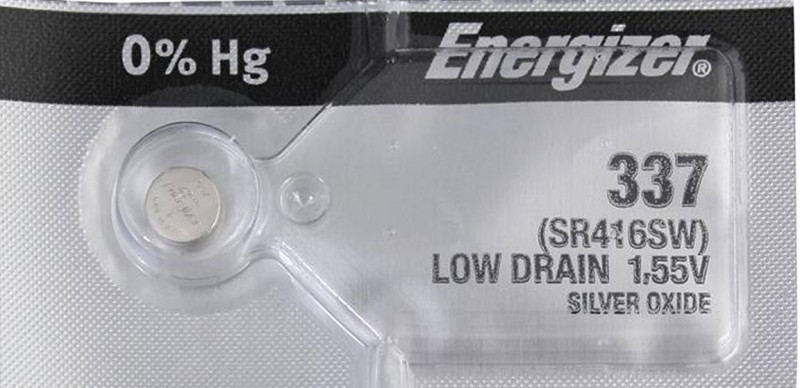 0% Hg
Energizer®
337
(SR416SW)
LOW DRAIN 1.55V
SILVER OXIDE